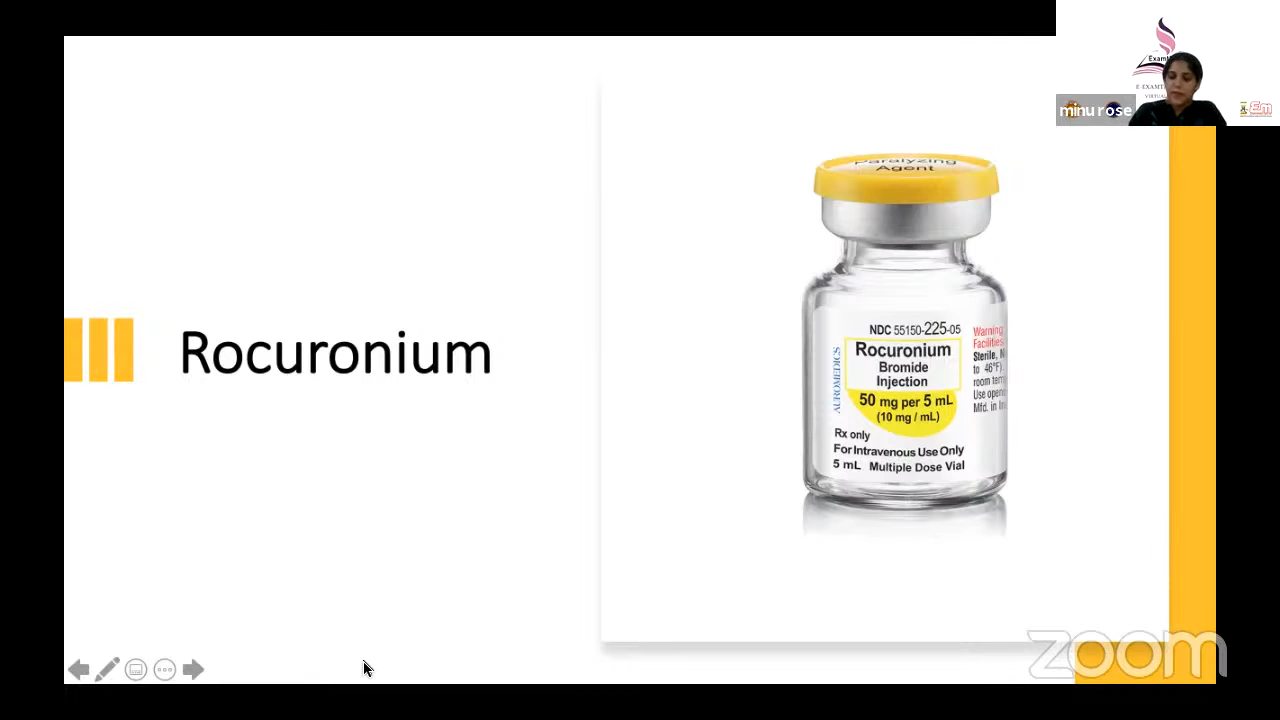 Rocuronium
Paralyzing
Agent
NDC 55150-225-05
Rocuronium
Bromide
Injection
50 mg per 5 mL
(10 mg / mL)
Rx only
For Intravenous Use Only
5 mL Multiple Dose Vial
AUROMEDICS
Warning
Facilities
Sterile, N
to 46°F).
room tem
Use open
Mfd. in In
minu rose
Em
zoom